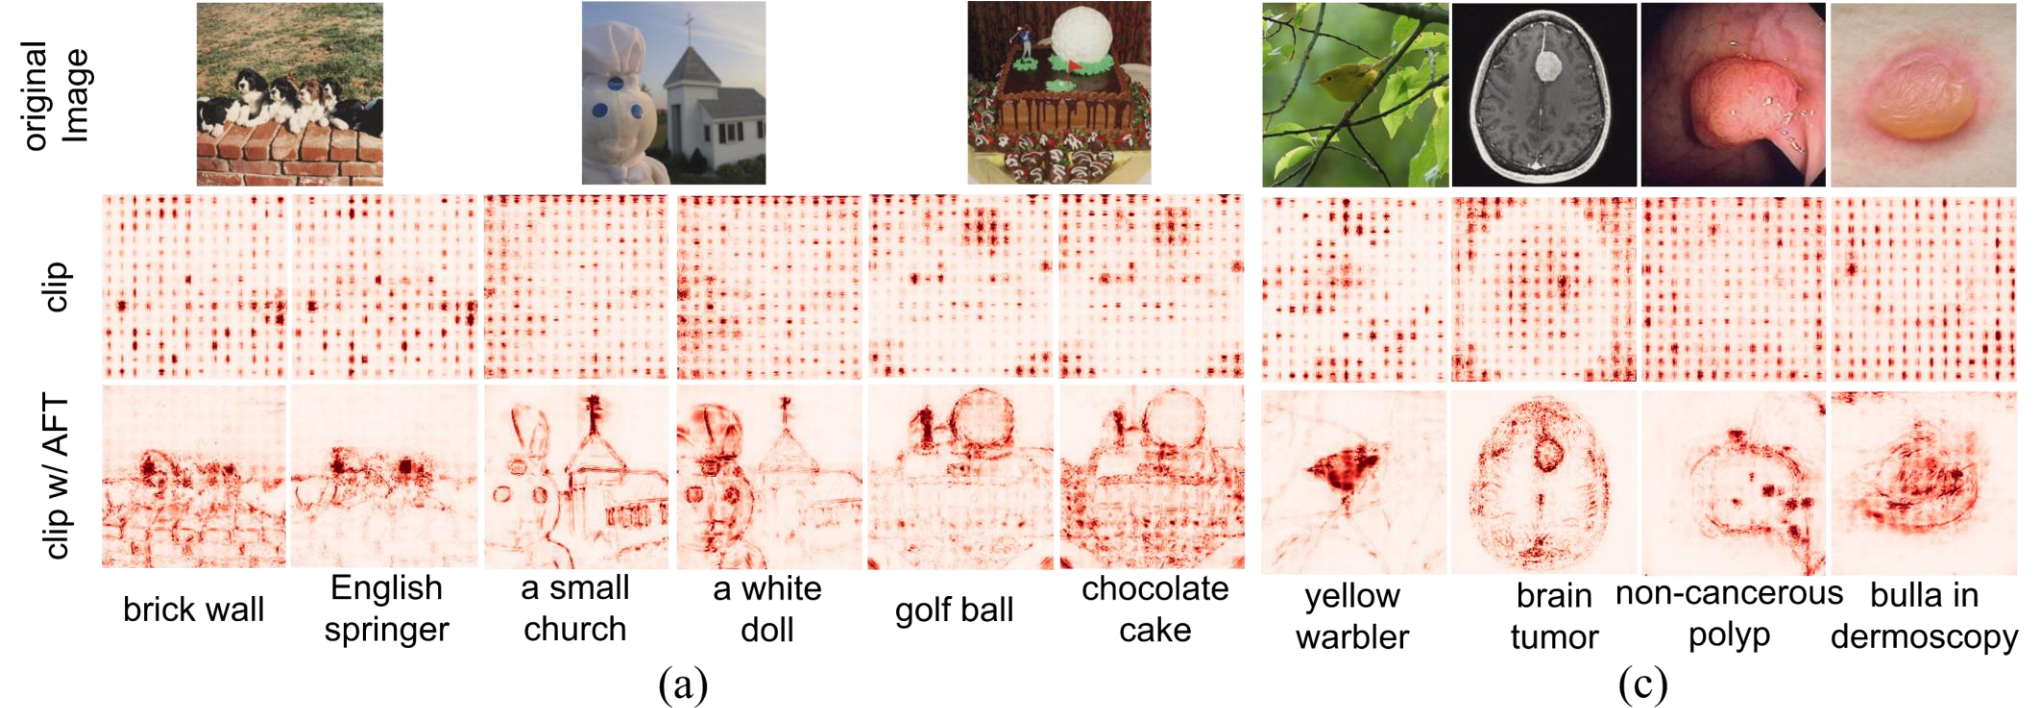 original
Image
clip
clip w/ AFT
brick wall
English
springer
a small
church
a white
doll
golf ball
chocolate
cake
yellow
warbler
brain
tumor
non-cancerous
polyp
bulla in
dermoscopy
(a)
(c)